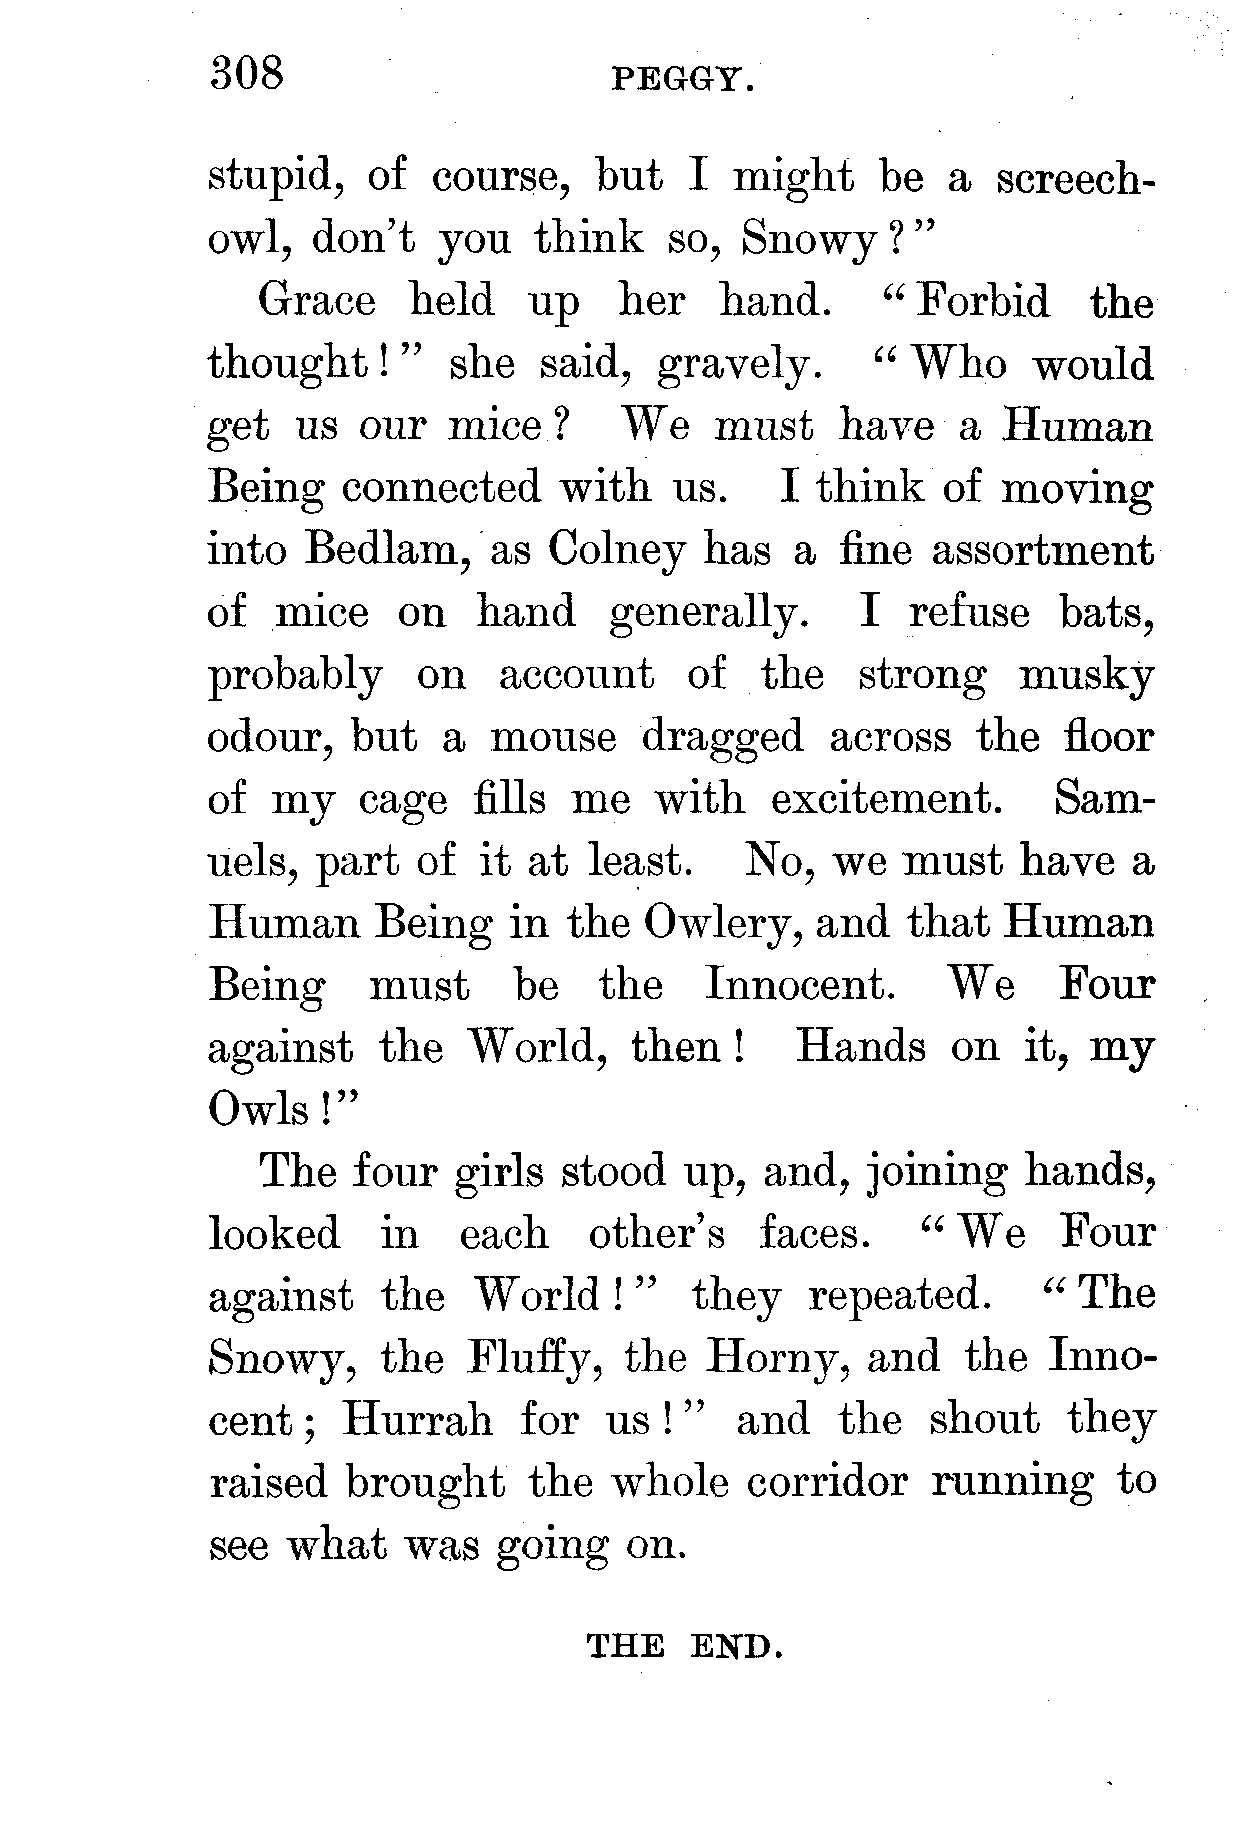 308 PEGGY.
stupid, of course, but I might be a screech-
owl, don't you think so, Snowy?"
Grace held up her hand. "Forbid the
thought!" she said, gravely. "Who would
get us our mice? We must have a Human
Being connected with us. I think of moving
into Bedlam, as Colney has a fine assortment
of mice on hand generally. I refuse bats,
probably on account of the strong musky
odour, but a mouse dragged across the floor
of my cage fills me with excitement. Sam-
uels, part of it at least. No, we must have a
Human Being in the Owlery, and that Human
Being must be the Innocent. We Four
against the World, then! Hands on it, my
Owls!"
The four girls stood up, and, joining hands,
looked in each other's faces. "We Four
against the World!" they repeated. "The
Snowy, the Fluffy, the Horny, and the Inno-
cent; Hurrah for us!" and the shout they
raised brought the whole corridor running to
see what was going on.
THE END.